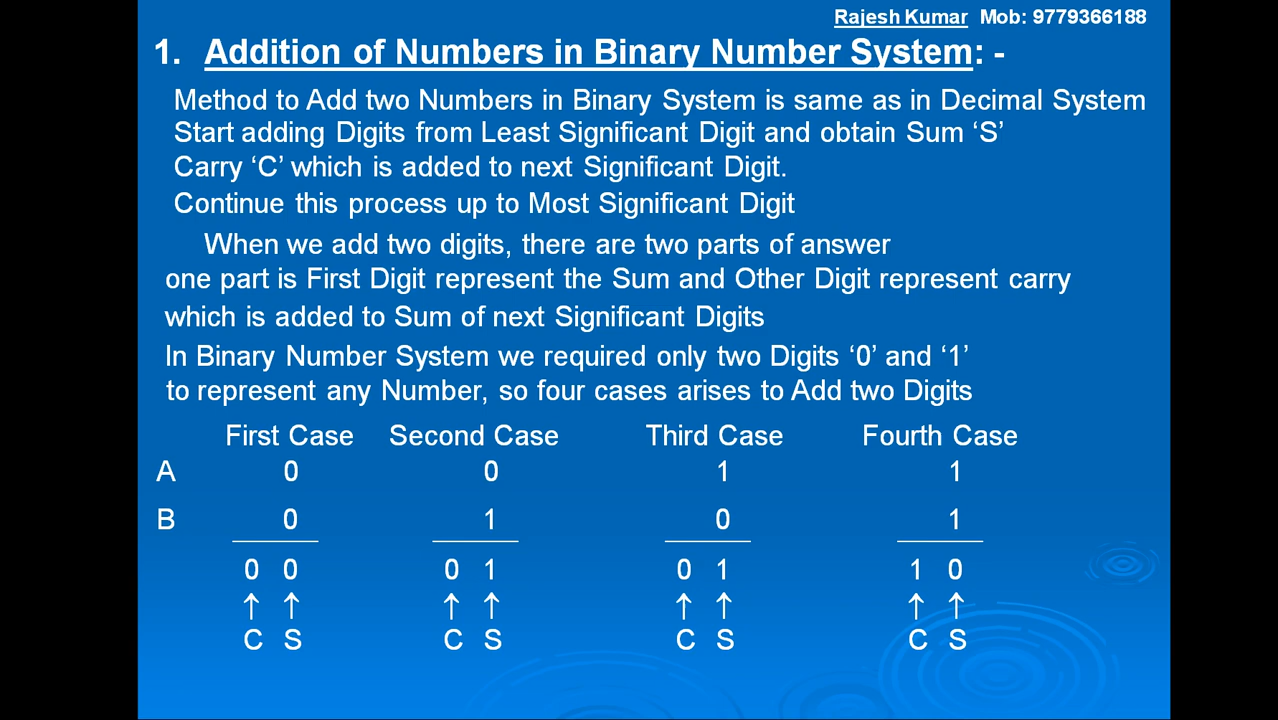 Rajesh Kumar Mob: 9779366188
1. Addition of Numbers in Binary Number System: -
Method to Add two Numbers in Binary System is same as in Decimal System
Start adding Digits from Least Significant Digit and obtain Sum ‘S’
Carry ‘C’ which is added to next Significant Digit.
Continue this process up to Most Significant Digit
When we add two digits, there are two parts of answer
one part is First Digit represent the Sum and Other Digit represent carry
which is added to Sum of next Significant Digits
In Binary Number System we required only two Digits ‘0’ and ‘1’
to represent any Number, so four cases arises to Add two Digits
First Case Second Case Third Case Fourth Case
A 0 0 1 1
B 0 1 0 1
0 0 0 1 0 1 1 0
↑ ↑ ↑ ↑ ↑ ↑ ↑ ↑
C S C S C S C S